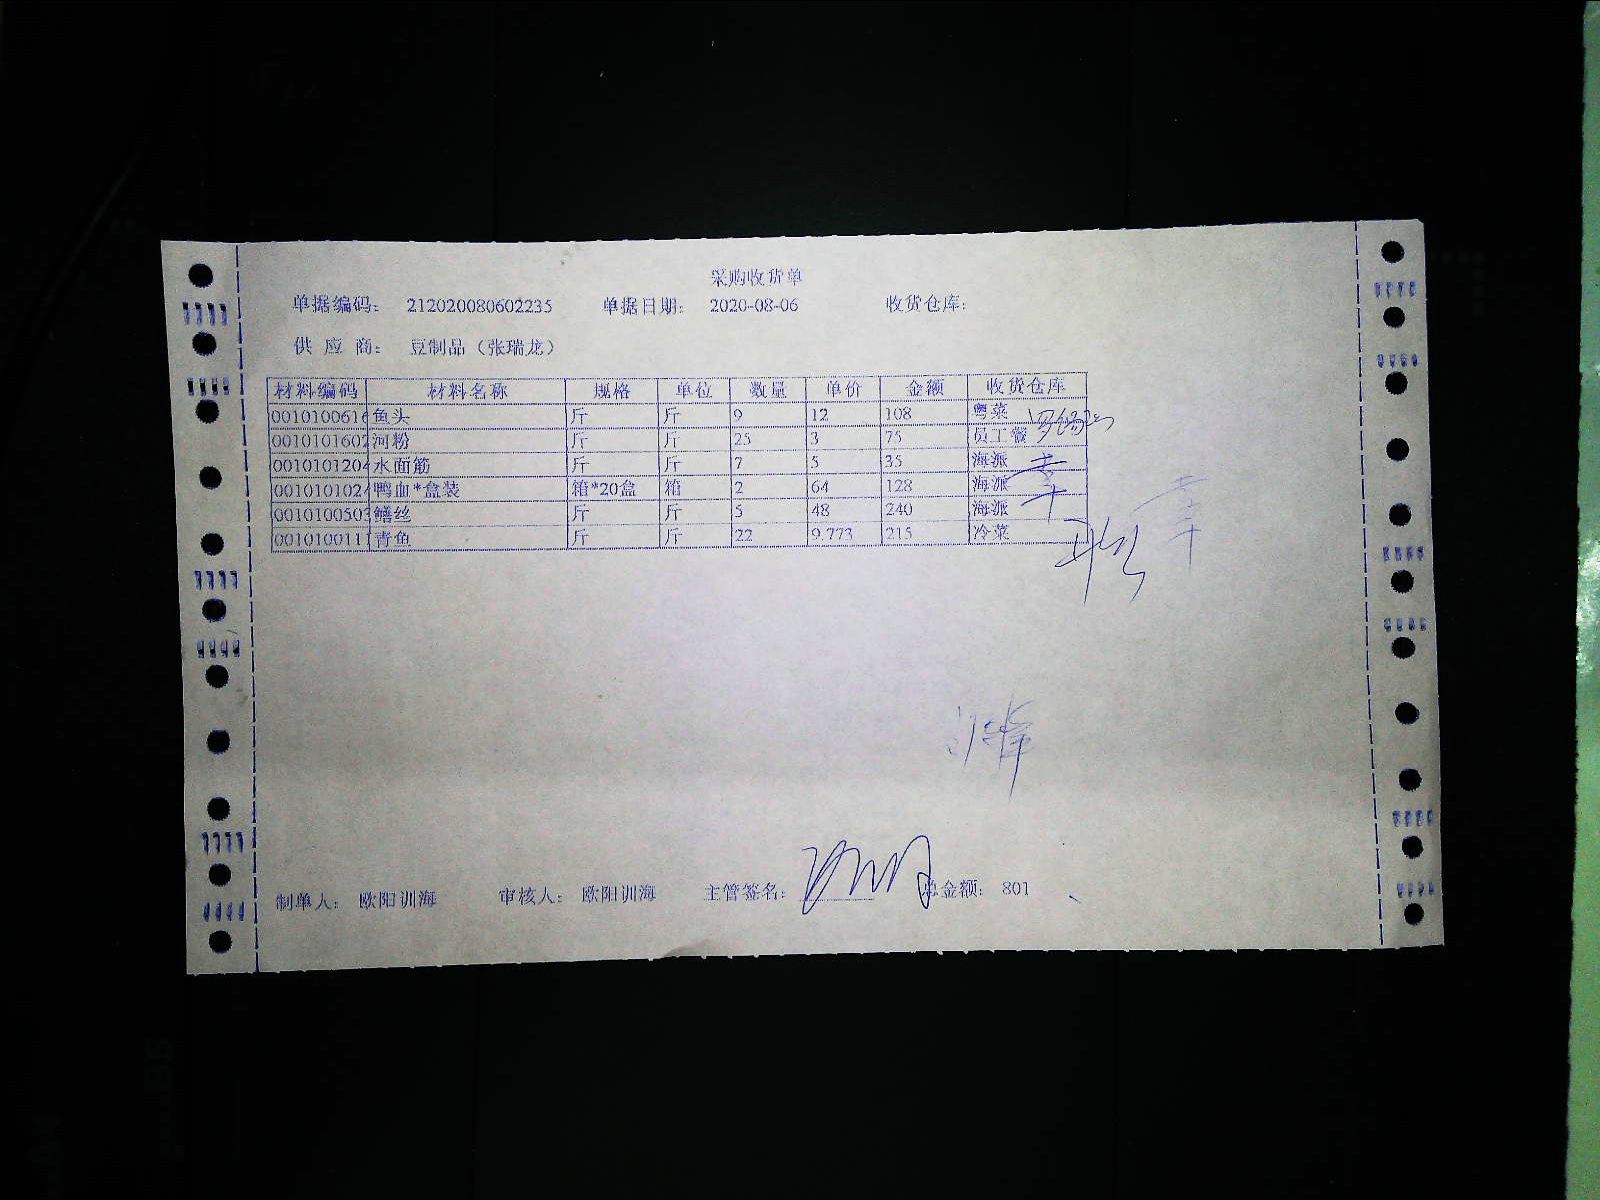 采购收货单
单据编码: 212020080602235 单据日期: 2020-08-06 收货仓库:
供 应 商: 豆制品（张瑞龙）
材料编码 材料名称 规格 单位 数量 单价 金额 收货仓库
0010100616 鱼头 斤 斤 9 12 108 粤菜
0010101602 河粉 斤 斤 25 3 75 员工餐
0010101204 水面筋 斤 斤 7 5 35 海派
0010101024 鸭血*盒装 箱*20盒 箱 2 64 128 海派
0010100503 鳝丝 斤 斤 5 48 240 海派
0010100111 青鱼 斤 斤 22 9.773 215 冷菜
制单人: 欧阳训海 审核人: 欧阳训海 主管签名: 总金额: 801